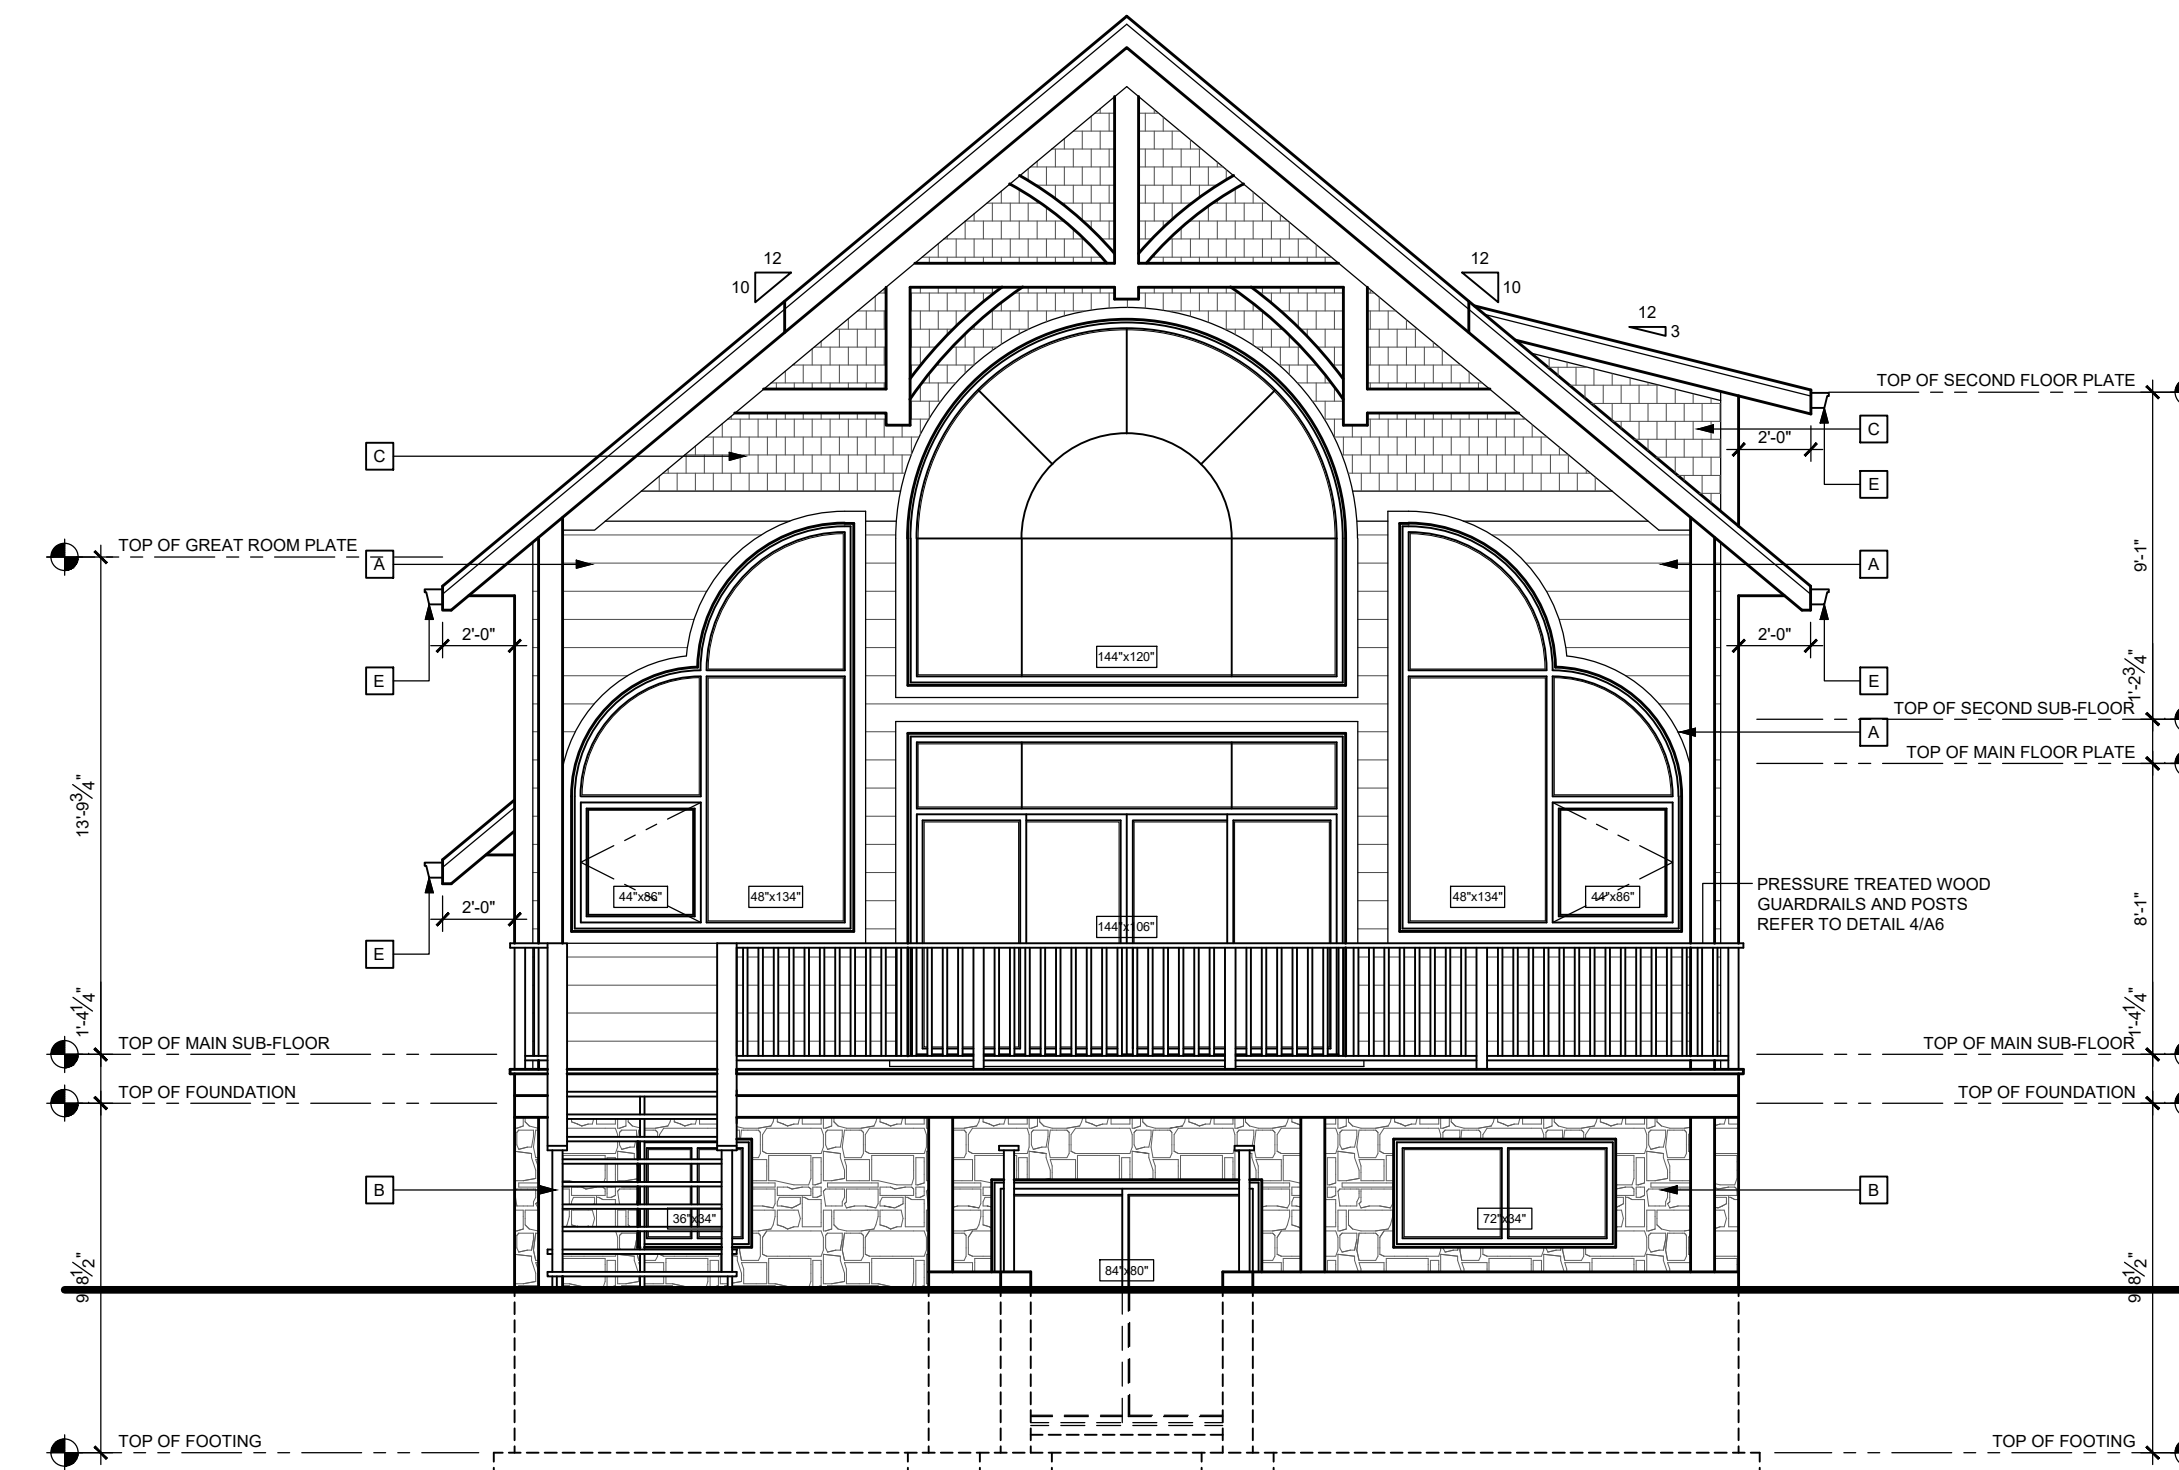 12
10
12
10
12
3
TOP OF SECOND FLOOR PLATE
C
2'-0"
C
E
TOP OF GREAT ROOM PLATE
A
A
9'-1"
2'-0"
2'-0"
E
144"x120"
E
1'-2¾"
TOP OF SECOND SUB-FLOOR
A
TOP OF MAIN FLOOR PLATE
13'-9¾"
44"x86"
48"x134"
144"x106"
48"x134"
44"x86"
PRESSURE TREATED WOOD
GUARDRAILS AND POSTS
REFER TO DETAIL 4/A6
8'-1"
2'-0"
E
1'-4¼"
1'-4¼"
TOP OF MAIN SUB-FLOOR
TOP OF MAIN SUB-FLOOR
TOP OF FOUNDATION
TOP OF FOUNDATION
B
B
36"x34"
72"x34"
84"x80"
9'-8½"
9'-8½"
TOP OF FOOTING
TOP OF FOOTING